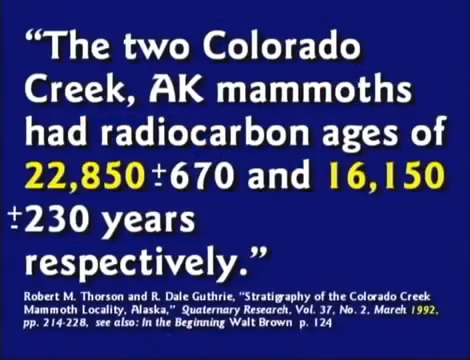 “The two Colorado
Creek, AK mammoths
had radiocarbon ages of
22,850 ±670 and 16,150
±230 years
respectively.”
Robert M. Thorson and R. Dale Guthrie, “Stratigraphy of the Colorado Creek
Mammoth Locality, Alaska,” Quaternary Research, Vol. 37, No. 2, March 1992,
pp. 214-228, see also: In the Beginning Walt Brown p. 124